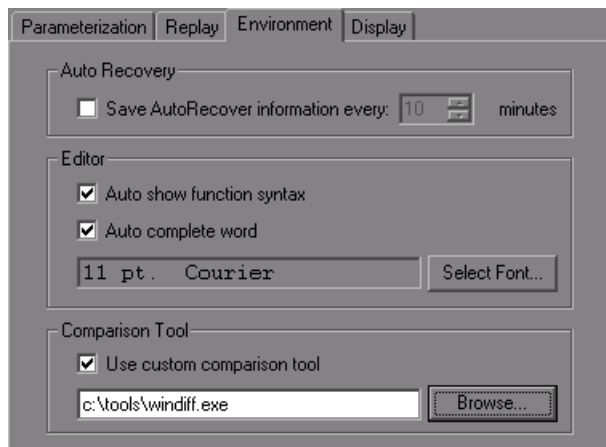 Parameterization Replay Environment Display
Auto Recovery
Save AutoRecover information every: 10 minutes
Editor
Auto show function syntax
Auto complete word
11 pt. Courier Select Font...
Comparison Tool
Use custom comparison tool
c:\tools\windiff.exe Browse...